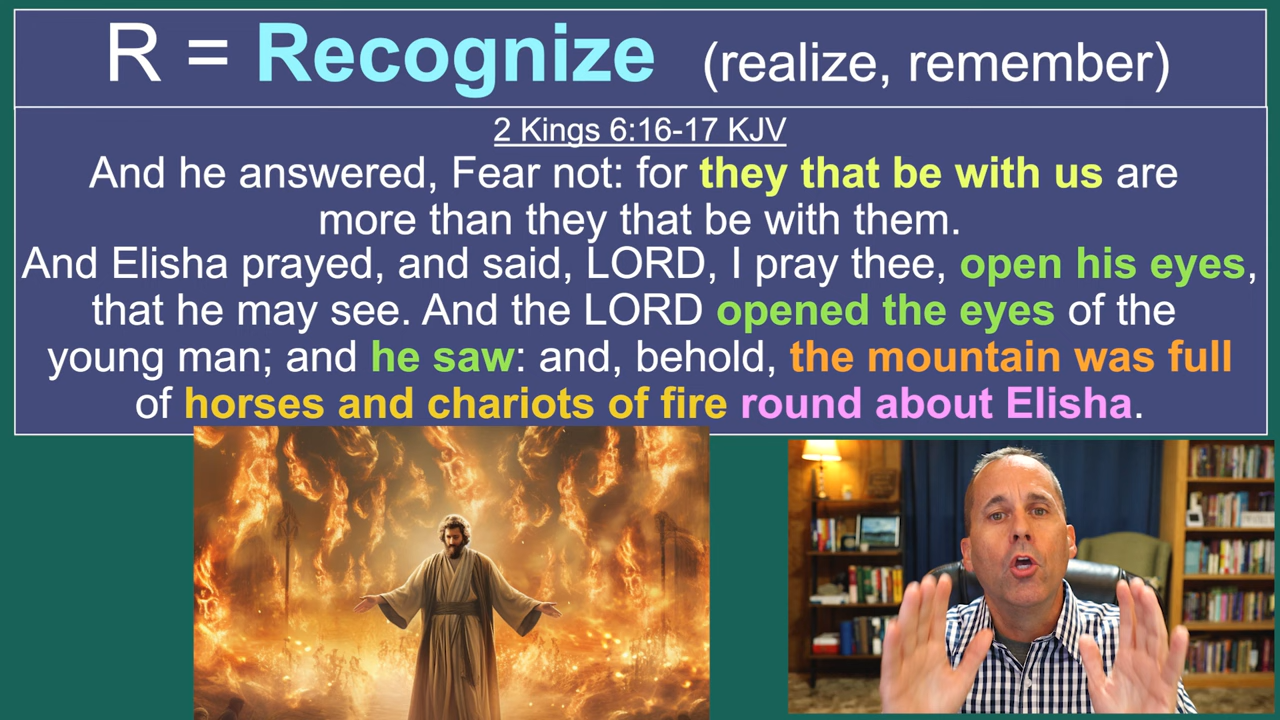 R = Recognize (realize, remember)
2 Kings 6:16-17 KJV
And he answered, Fear not: for they that be with us are
more than they that be with them.
And Elisha prayed, and said, LORD, I pray thee, open his eyes,
that he may see. And the LORD opened the eyes of the
young man; and he saw: and, behold, the mountain was full
of horses and chariots of fire round about Elisha.